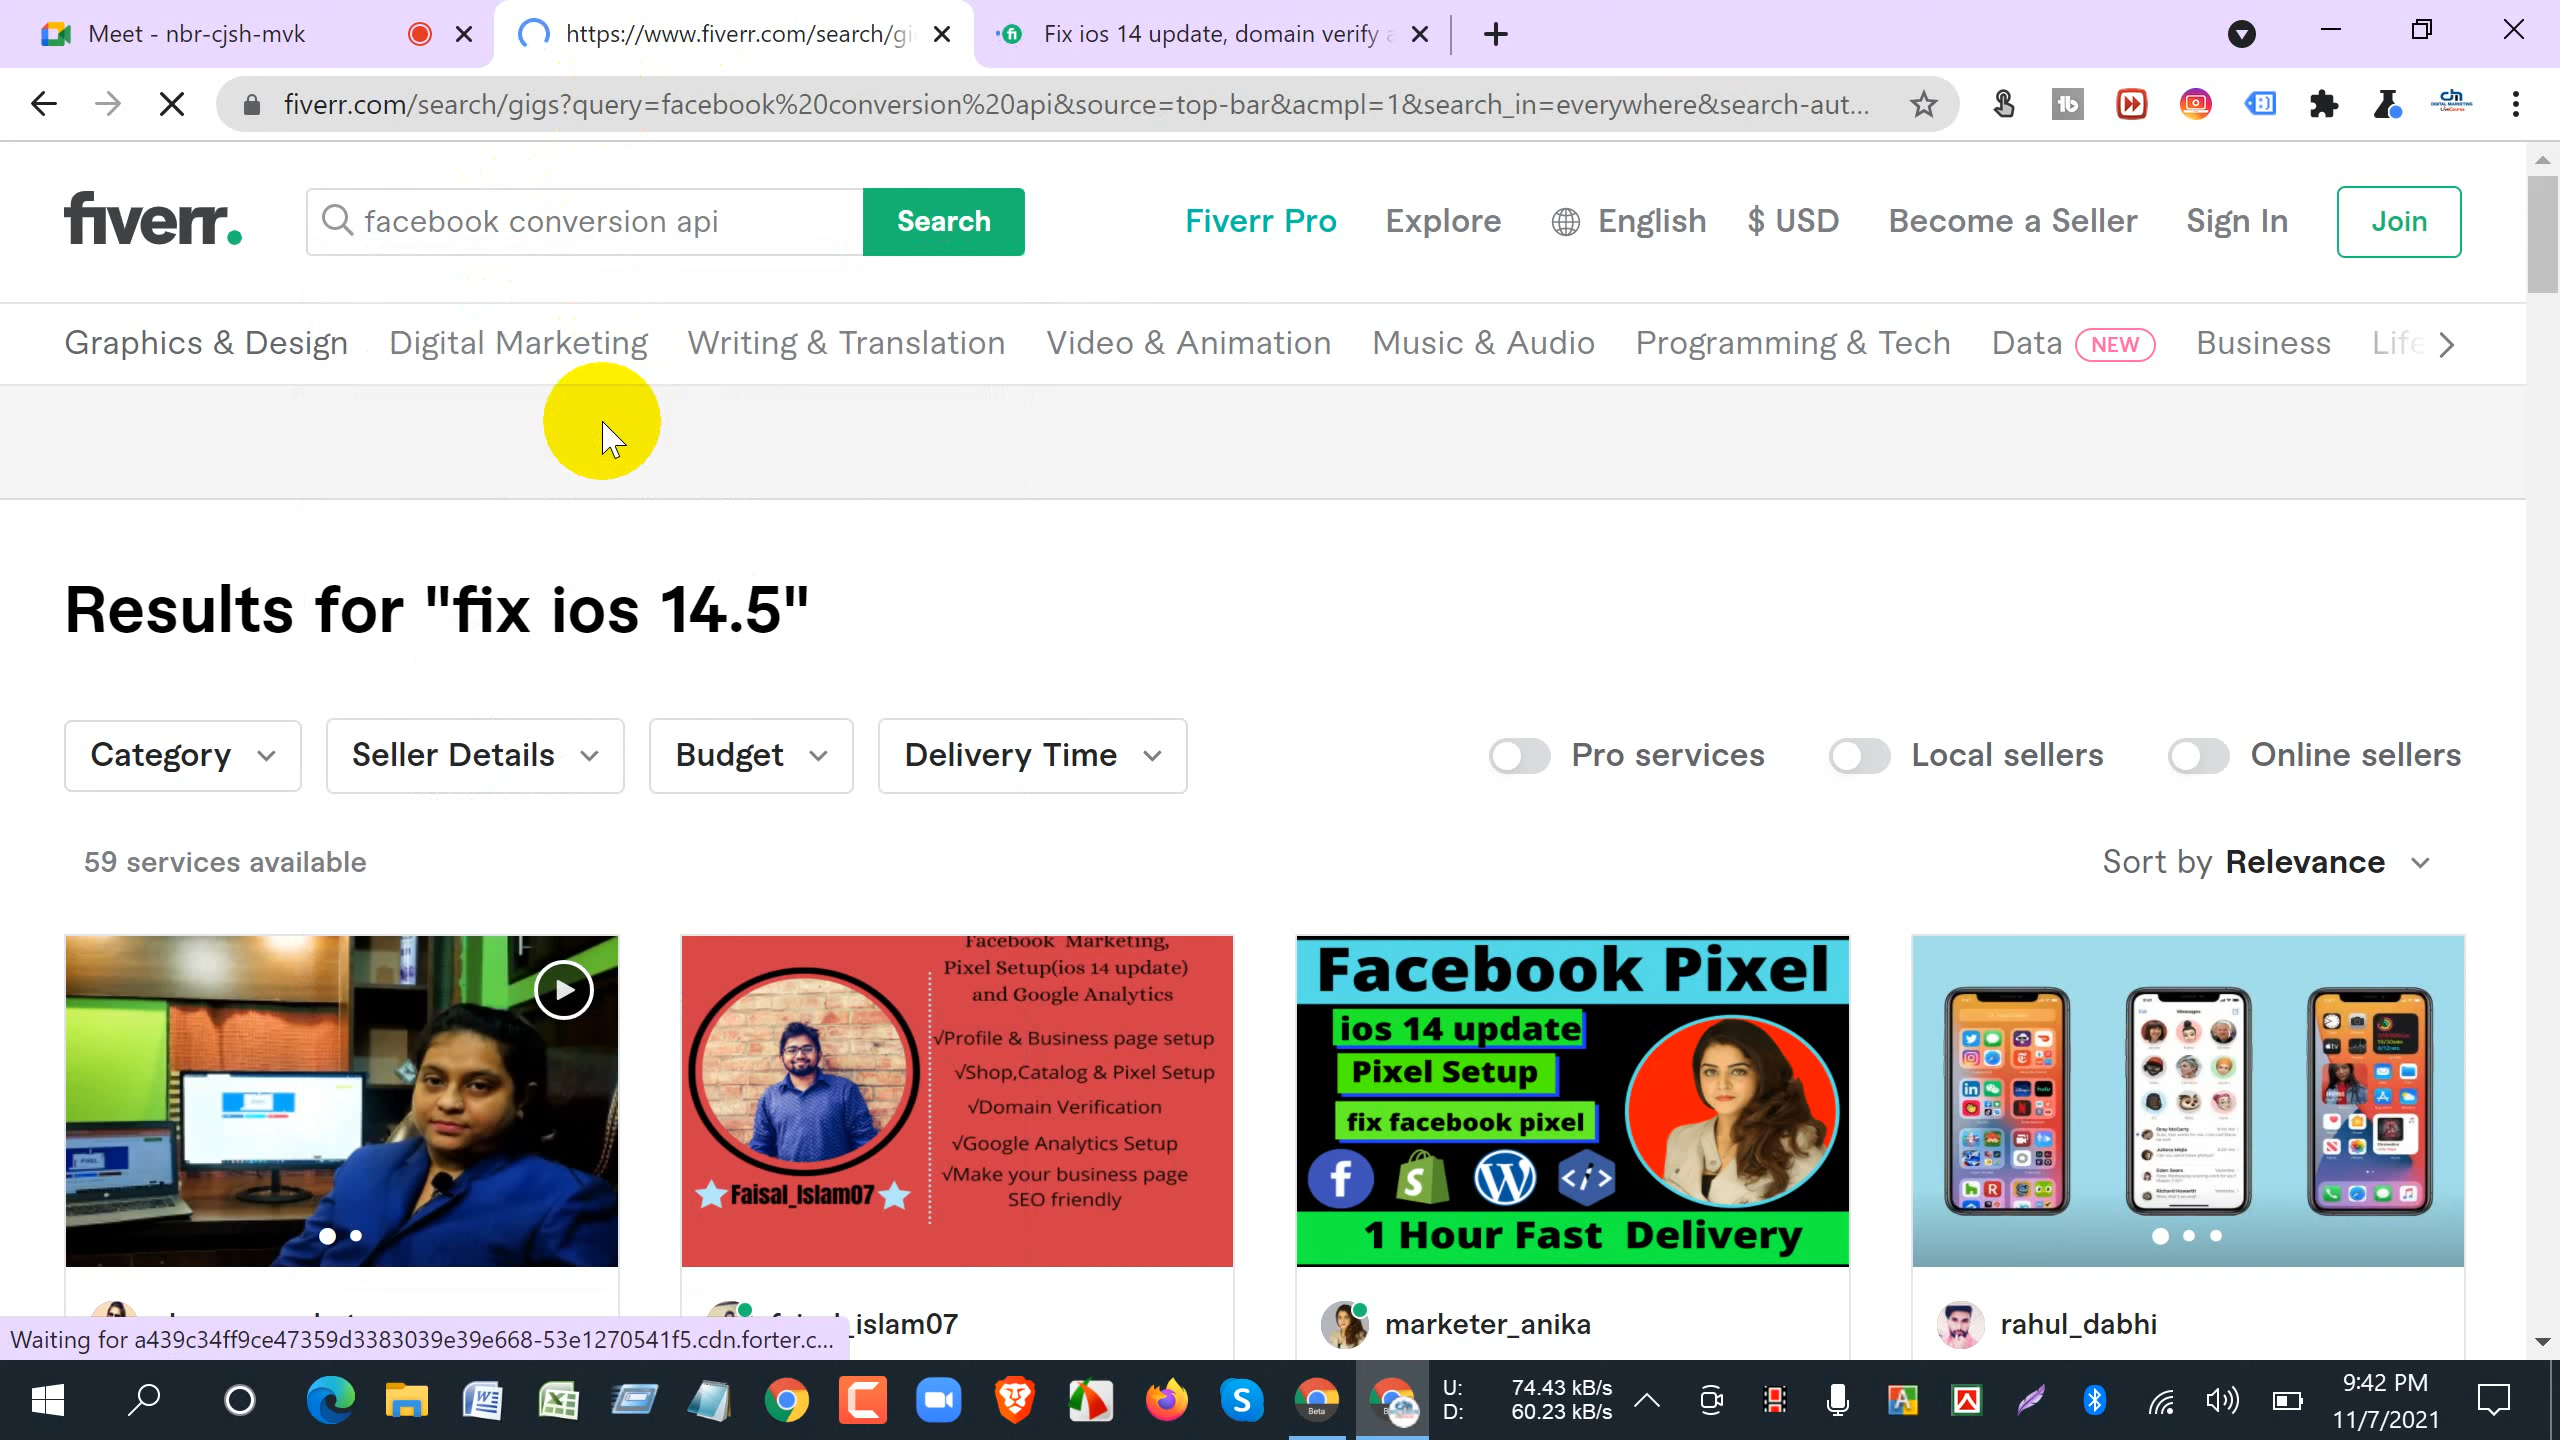 Meet - nbr-cjsh-mvk
https://www.fiverr.com/search/gi
Fix ios 14 update, domain verify a
fiverr.com/search/gigs?query=facebook%20conversion%20api&source=top-bar&acmpl=1&search_in=everywhere&search-aut...
fiverr.
facebook conversion api
Search
Fiverr Pro
Explore
English
$ USD
Become a Seller
Sign In
Join
Graphics & Design
Digital Marketing
Writing & Translation
Video & Animation
Music & Audio
Programming & Tech
Data NEW
Business
Life
Results for "fix ios 14.5"
Category
Seller Details
Budget
Delivery Time
Pro services
Local sellers
Online sellers
59 services available
Sort by Relevance
Facebook Marketing,
Pixel Setup(ios 14 update)
and Google Analytics
√Profile & Business page setup
√Shop,Catalog & Pixel Setup
√Domain Verification
√Google Analytics Setup
√Make your business page
SEO friendly
Faisal_Islam07
Facebook Pixel
ios 14 update
Pixel Setup
fix facebook pixel
1 Hour Fast Delivery
_islam07
marketer_anika
rahul_dabhi
Waiting for a439c34ff9ce47359d3383039e39e668-53e1270541f5.cdn.forter.c...
U: 74.43 kB/s
D: 60.23 kB/s
9:42 PM
11/7/2021